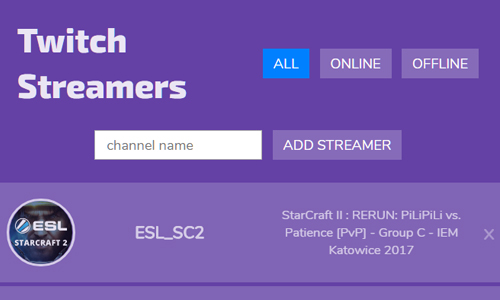 Twitch
Streamers
ALL
ONLINE
OFFLINE
channel name
ADD STREAMER
ESL
STARCRAFT 2
ESL_SC2
StarCraft II : RERUN: PiLiPiLi vs.
Patience [PvP] - Group C - IEM
Katowice 2017
x